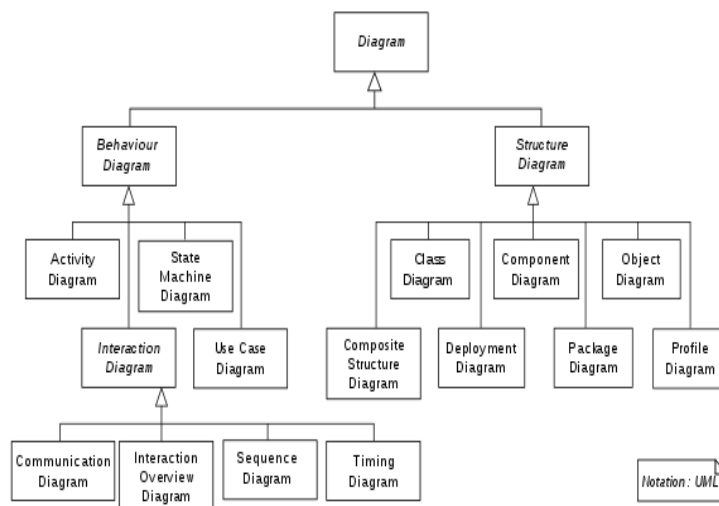 Diagram
Behaviour
Diagram
Structure
Diagram
Activity
Diagram
State
Machine
Diagram
Class
Diagram
Component
Diagram
Object
Diagram
Interaction
Diagram
Use Case
Diagram
Composite
Structure
Diagram
Deployment
Diagram
Package
Diagram
Profile
Diagram
Communication
Diagram
Interaction
Overview
Diagram
Sequence
Diagram
Timing
Diagram
Notation : UML